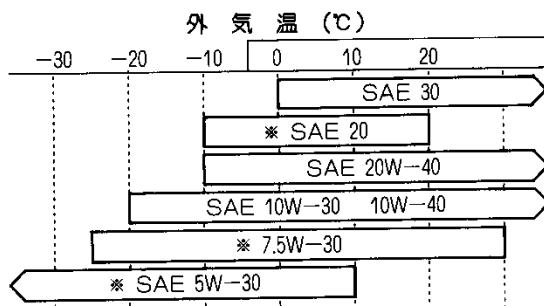 外 気 温 (℃)
−30 −20 −10 0 10 20
SAE 30
※ SAE 20
SAE 20W−40
SAE 10W−30 10W−40
※ 7.5W−30
※ SAE 5W−30